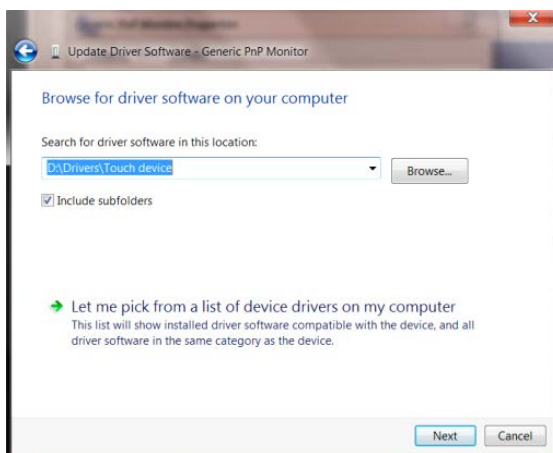 Update Driver Software - Generic PnP Monitor
Browse for driver software on your computer
Search for driver software in this location:
D:\Drivers\Touch device
Browse...
Include subfolders
Let me pick from a list of device drivers on my computer
This list will show installed driver software compatible with the device, and all
driver software in the same category as the device.
Next
Cancel